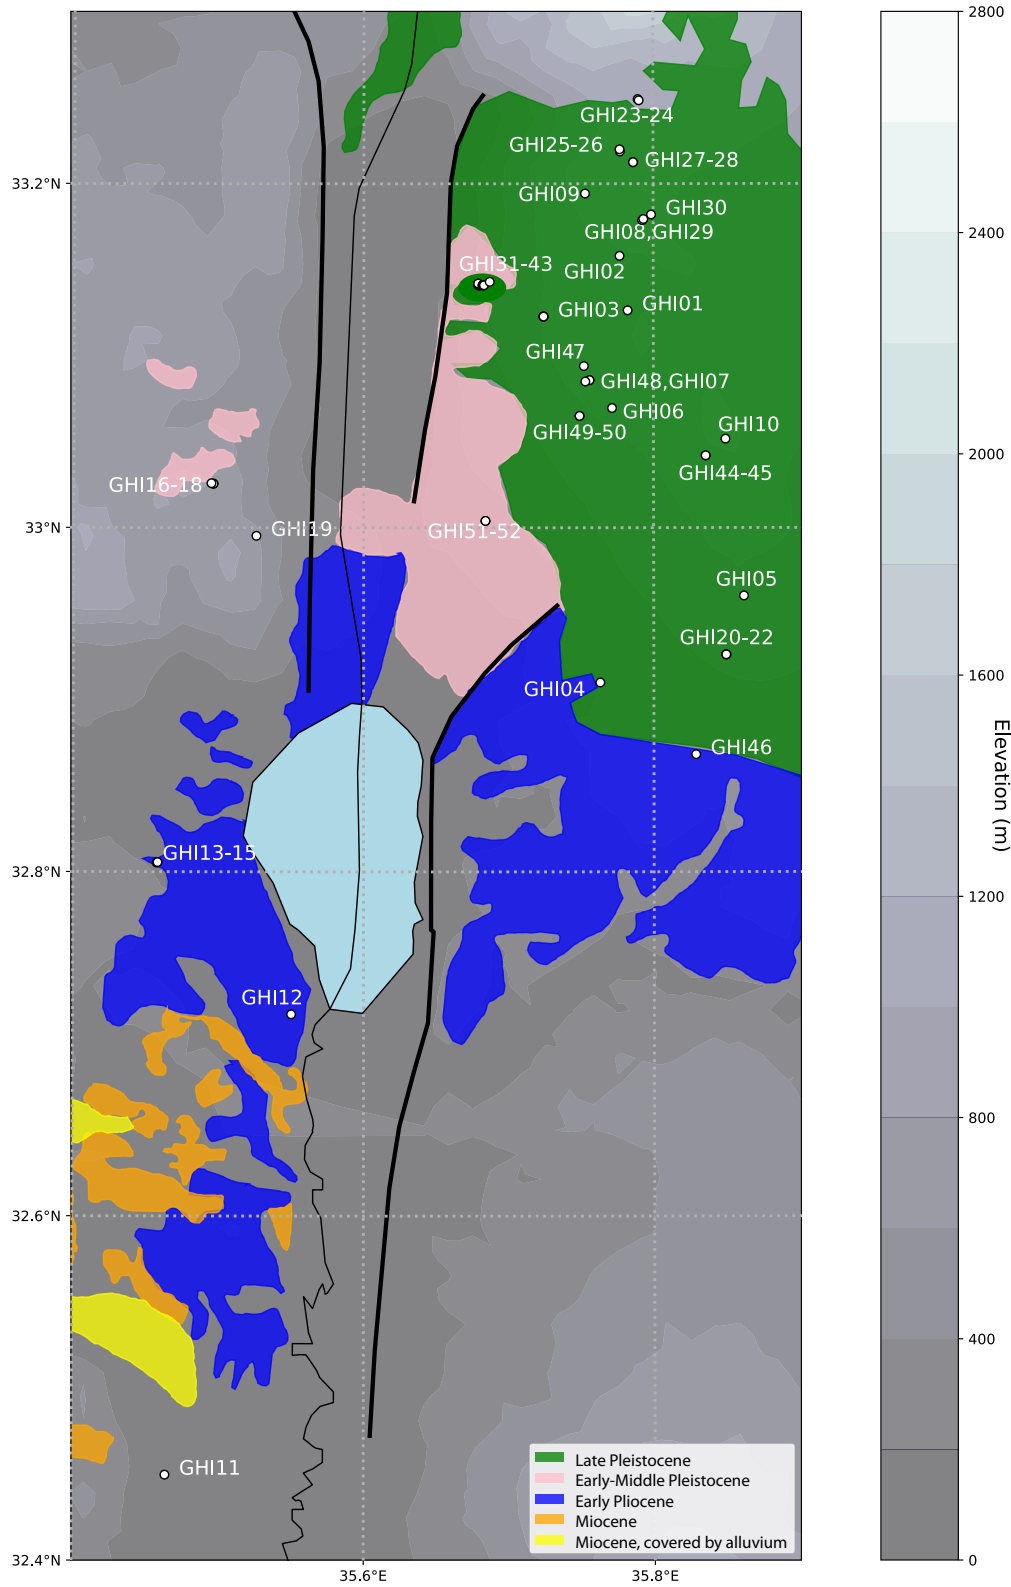 2800
GHI23-24
GHI25-26
GHI27-28
33.2°N
GHI09
GHI30
GHI08,GHI29
2400
GHI31-43
GHI02
GHI03
GHI01
GHI47
GHI48,GHI07
GHI06
GHI49-50
GHI10
2000
GHI44-45
GHI16-18
33°N
GHI19
GHI51-52
GHI05
GHI20-22
1600
GHI04
GHI46
Elevation (m)
GHI13-15
32.8°N
1200
GHI12
800
32.6°N
400
GHI11
Late Pleistocene
Early-Middle Pleistocene
Early Pliocene
Miocene
Miocene, covered by alluvium
32.4°N
0
35.6°E
35.8°E